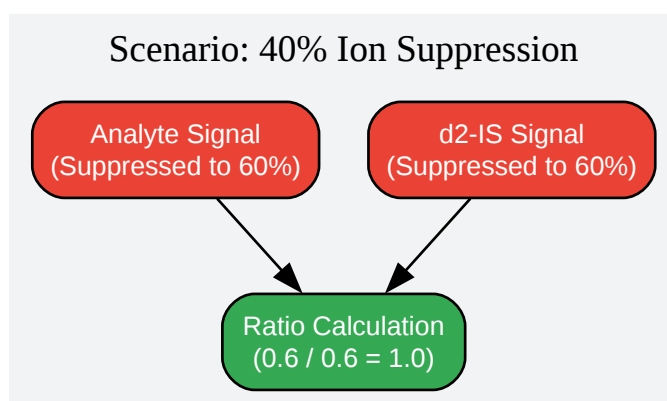 Scenario: 40% Ion Suppression
Analyte Signal
(Suppressed to 60%)
d2-IS Signal
(Suppressed to 60%)
Ratio Calculation
(0.6 / 0.6 = 1.0)